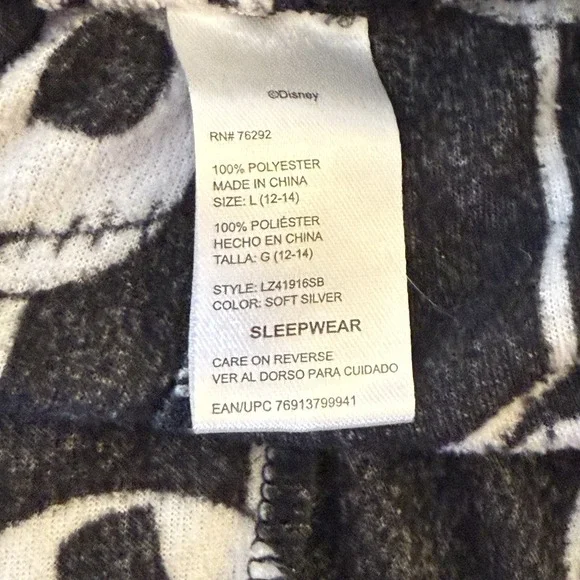 ©Disney
RN# 76292
100% POLYESTER
MADE IN CHINA
SIZE: L (12-14)
100% POLIÉSTER
HECHO EN CHINA
TALLA: G (12-14)
STYLE: LZ41916SB
COLOR: SOFT SILVER
SLEEPWEAR
CARE ON REVERSE
VER AL DORSO PARA CUIDADO
EAN/UPC 76913799941